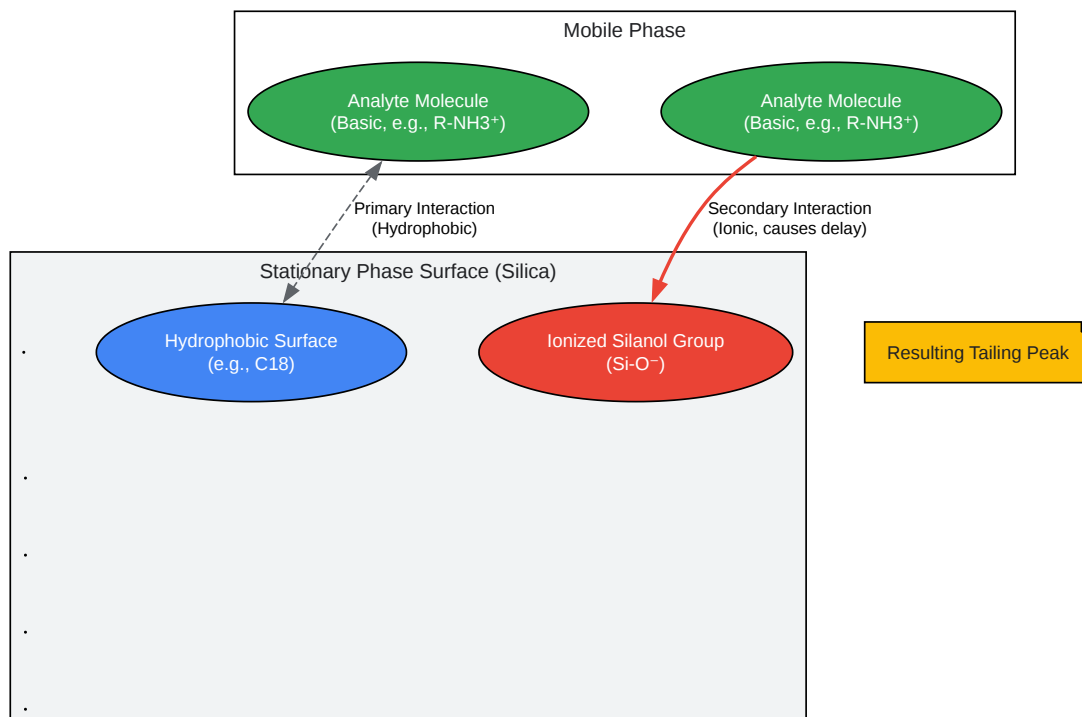 Mobile Phase
Analyte Molecule
(Basic, e.g., R-NH3⁺)
Analyte Molecule
(Basic, e.g., R-NH3⁺)
Primary Interaction
(Hydrophobic)
Secondary Interaction
(Ionic, causes delay)
Stationary Phase Surface (Silica)
Hydrophobic Surface
(e.g., C18)
Ionized Silanol Group
(Si-O⁻)
Resulting Tailing Peak